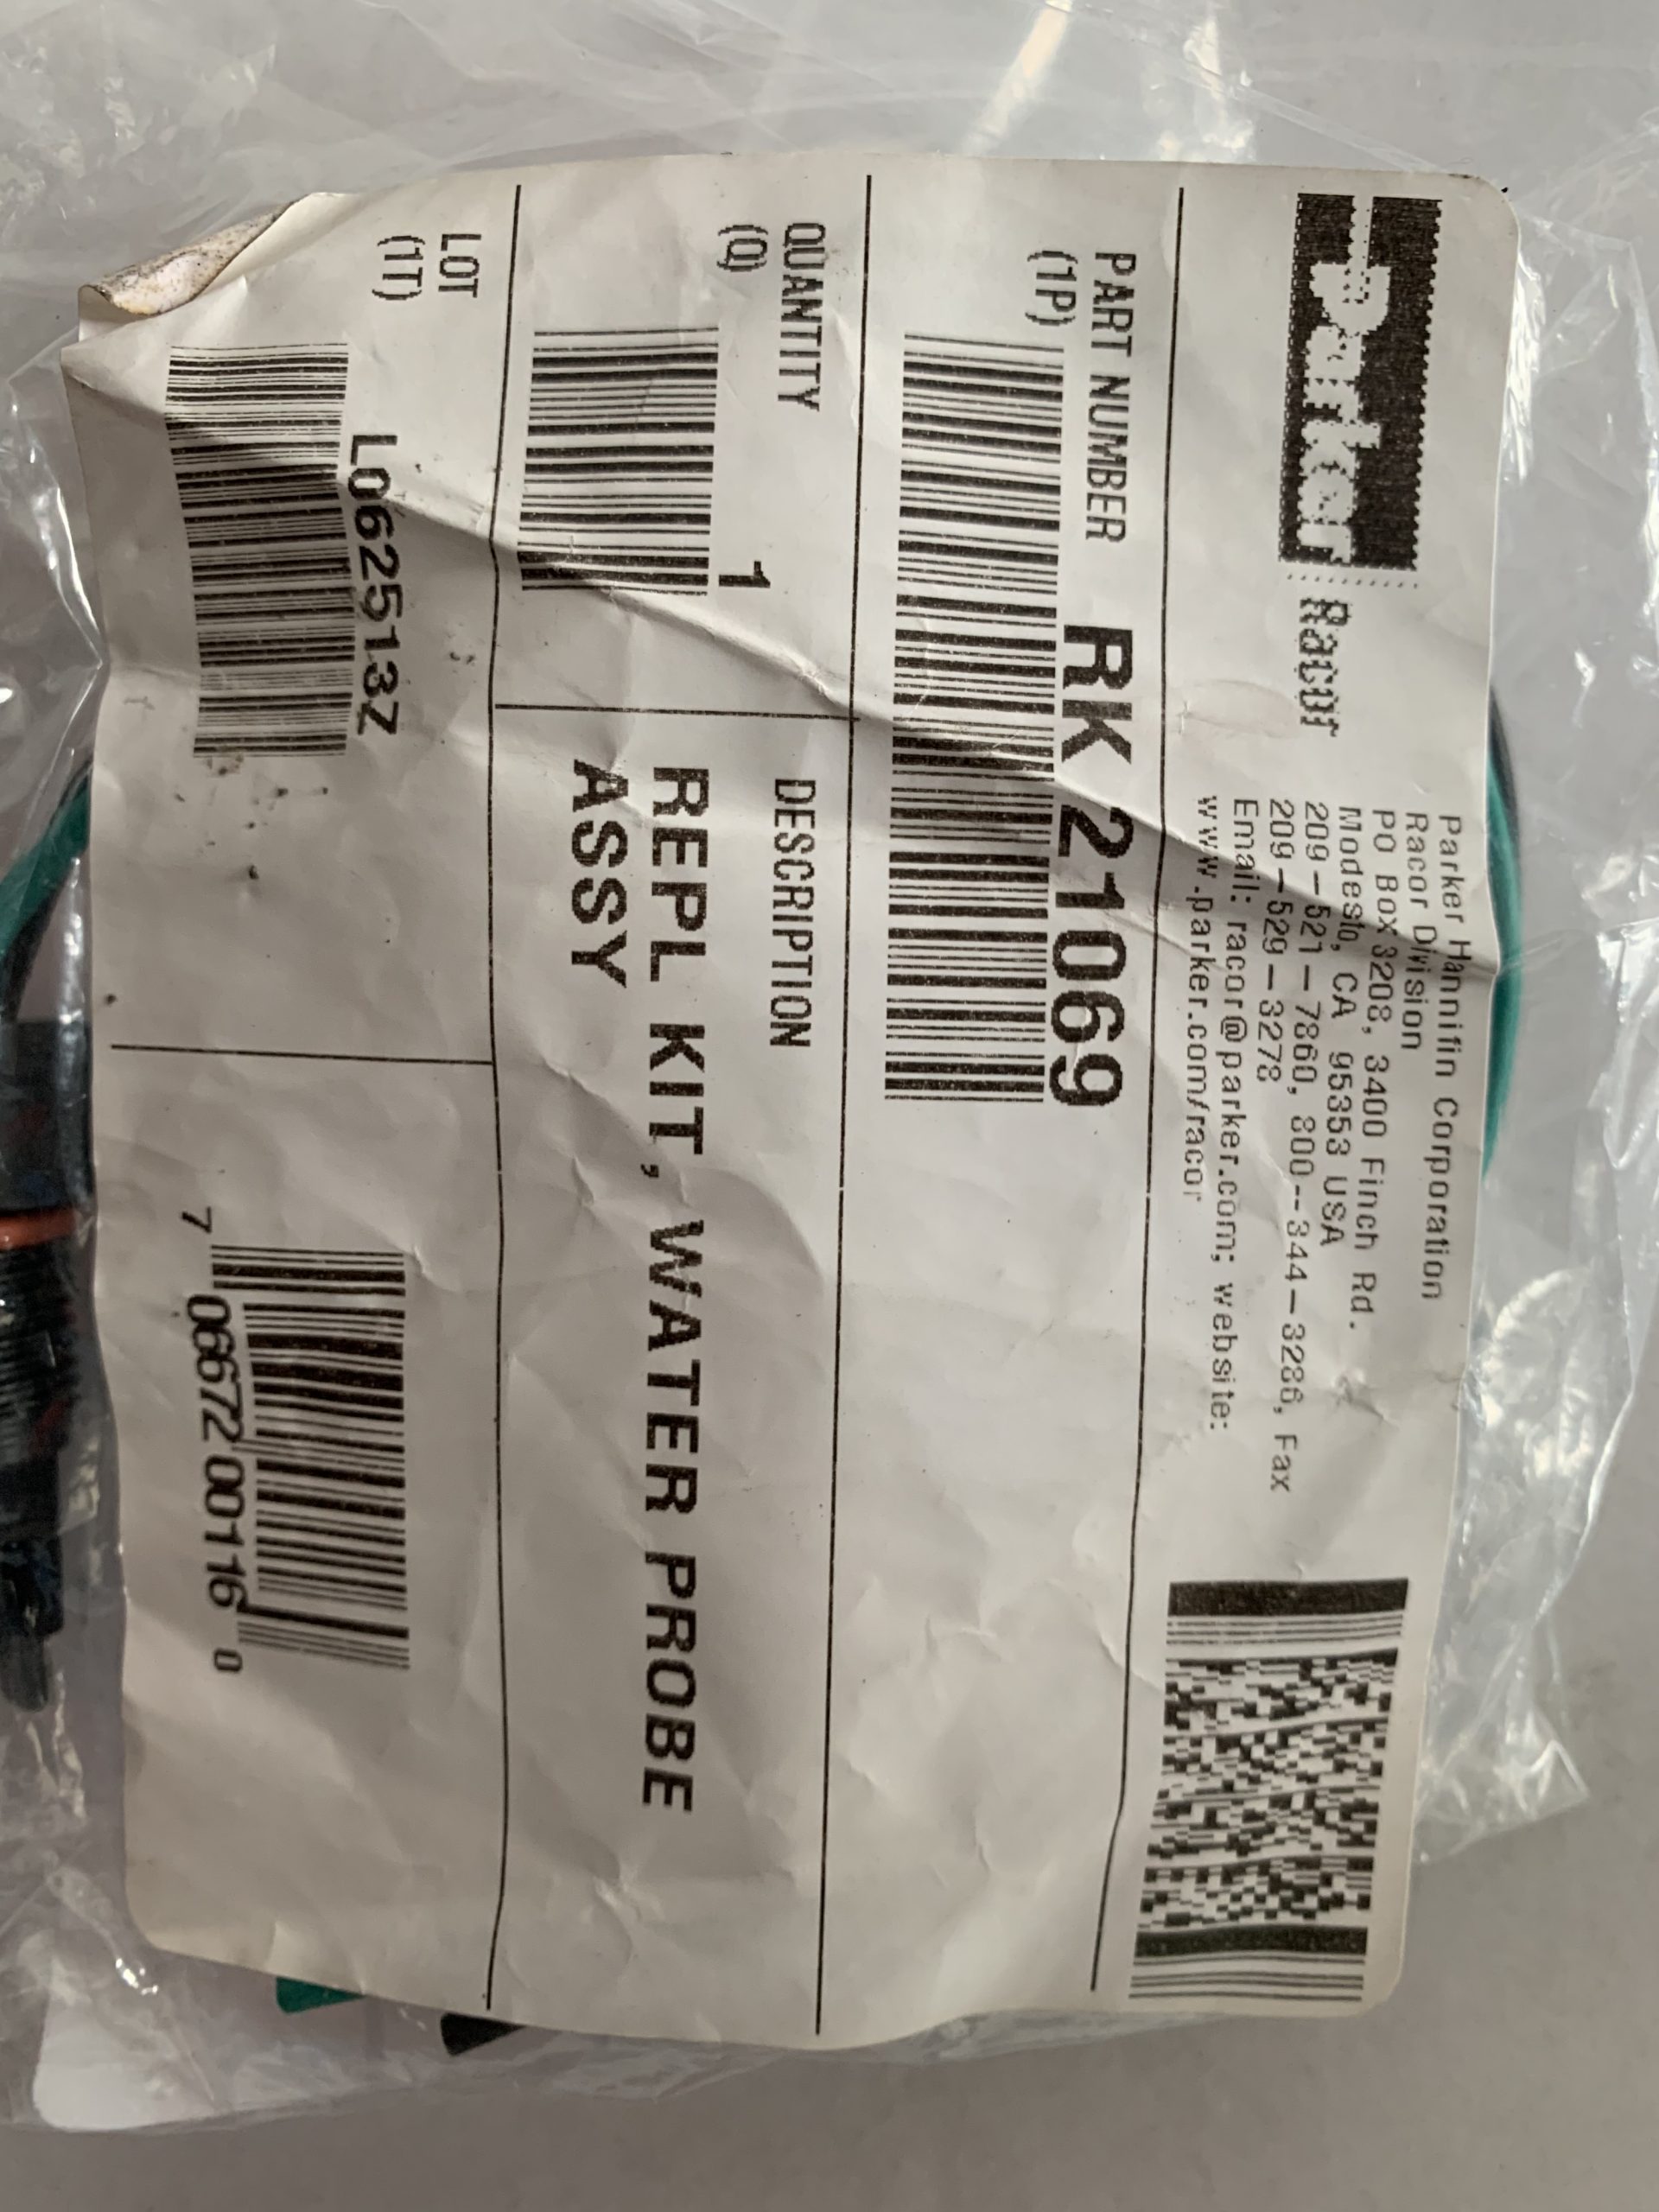 Parker Racor
Parker Hannifin Corporation
Racor Division
PO Box 3208, 3400 Finch Rd.
Modesto, CA 95353 USA
209-521-7860, 800-344-3286, Fax
209-529-3278
Email: racor@parker.com; website:
www.parker.com/racor
PART NUMBER RK 21069
(1P)
QUANTITY 1
(Q)
DESCRIPTION
REPL KIT, WATER PROBE
ASSY
LOT L0625513Z
(1T)
7 06672 00116 0